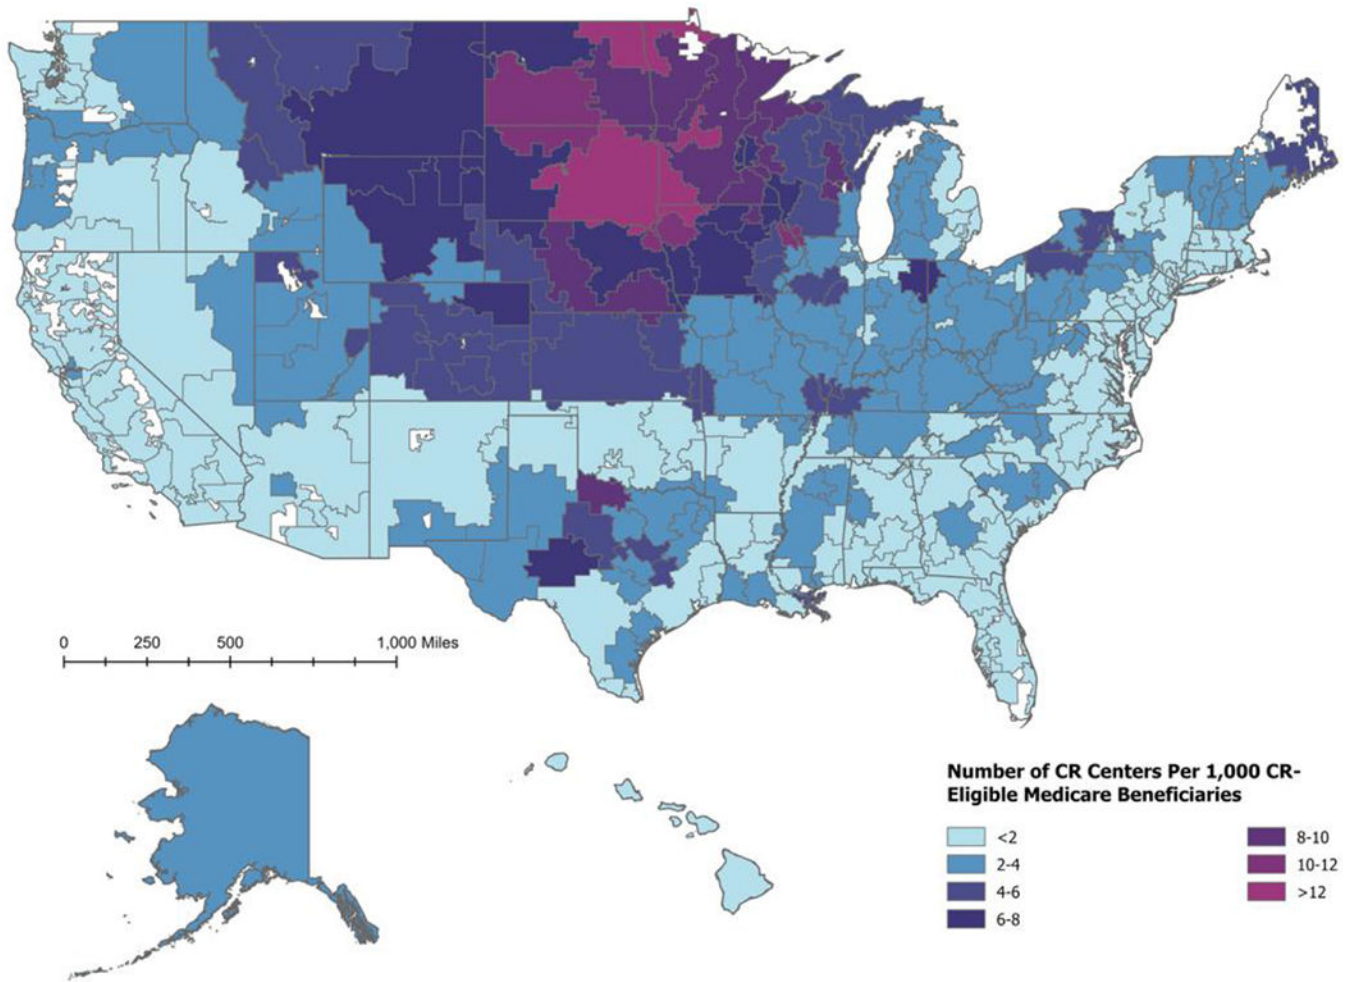 0 250 500 1,000 Miles
Number of CR Centers Per 1,000 CR-
Eligible Medicare Beneficiaries
<2
2-4
4-6
6-8
8-10
10-12
>12